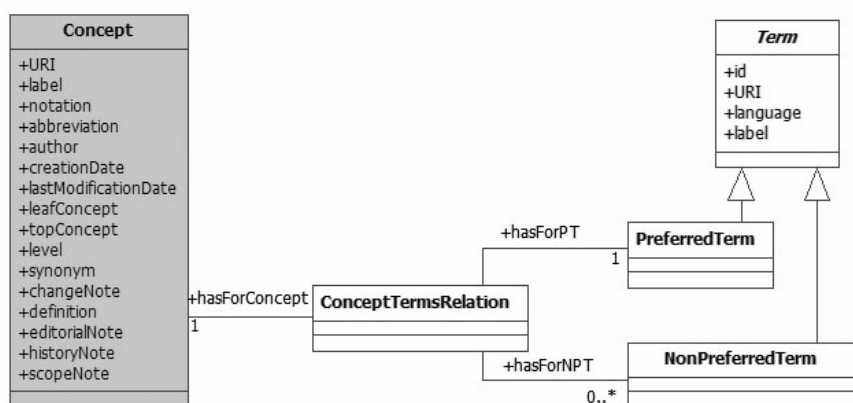 Concept
+URI
+label
+notation
+abbreviation
+author
+creationDate
+lastModificationDate
+leafConcept
+topConcept
+level
+synonym
+changeNote
+definition
+editorialNote
+historyNote
+scopeNote
+hasForConcept
1
ConceptTermsRelation
+hasForPT
1
PreferredTerm
+hasForNPT
0..*
NonPreferredTerm
Term
+id
+URI
+language
+label